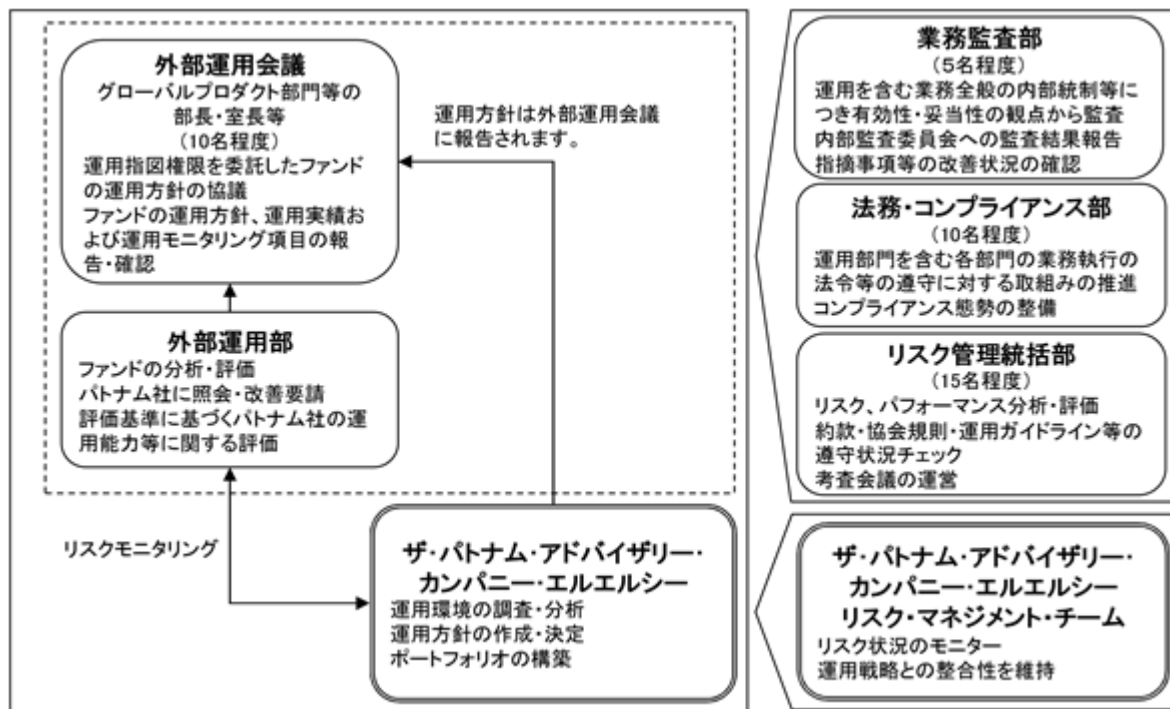 外部運用会議
グローバルプロダクト部門等の
部長・室長等
(10名程度)
運用指図権限を委託したファンド
の運用方針の協議
ファンドの運用方針、運用実績お
よび運用モニタリング項目の報
告・確認
運用方針は外部運用会議
に報告されます。
外部運用部
ファンドの分析・評価
パトナム社に照会・改善要請
評価基準に基づくパトナム社の運
用能力等に関する評価
リスクモニタリング
ザ・パトナム・アドバイザリー・
カンパニー・エルエルシー
運用環境の調査・分析
運用方針の作成・決定
ポートフォリオの構築
業務監査部
(5名程度)
運用を含む業務全般の内部統制等に
つき有効性・妥当性の観点から監査
内部監査委員会への監査結果報告
指摘事項等の改善状況の確認
法務・コンプライアンス部
(10名程度)
運用部門を含む各部門の業務執行の
法令等の遵守に対する取組みの推進
コンプライアンス態勢の整備
リスク管理統括部
(15名程度)
リスク、パフォーマンス分析・評価
約款・協会規則・運用ガイドライン等の
遵守状況チェック
考査会議の運営
ザ・パトナム・アドバイザリー・
カンパニー・エルエルシー
リスク・マネジメント・チーム
リスク状況のモニター
運用戦略との整合性を維持